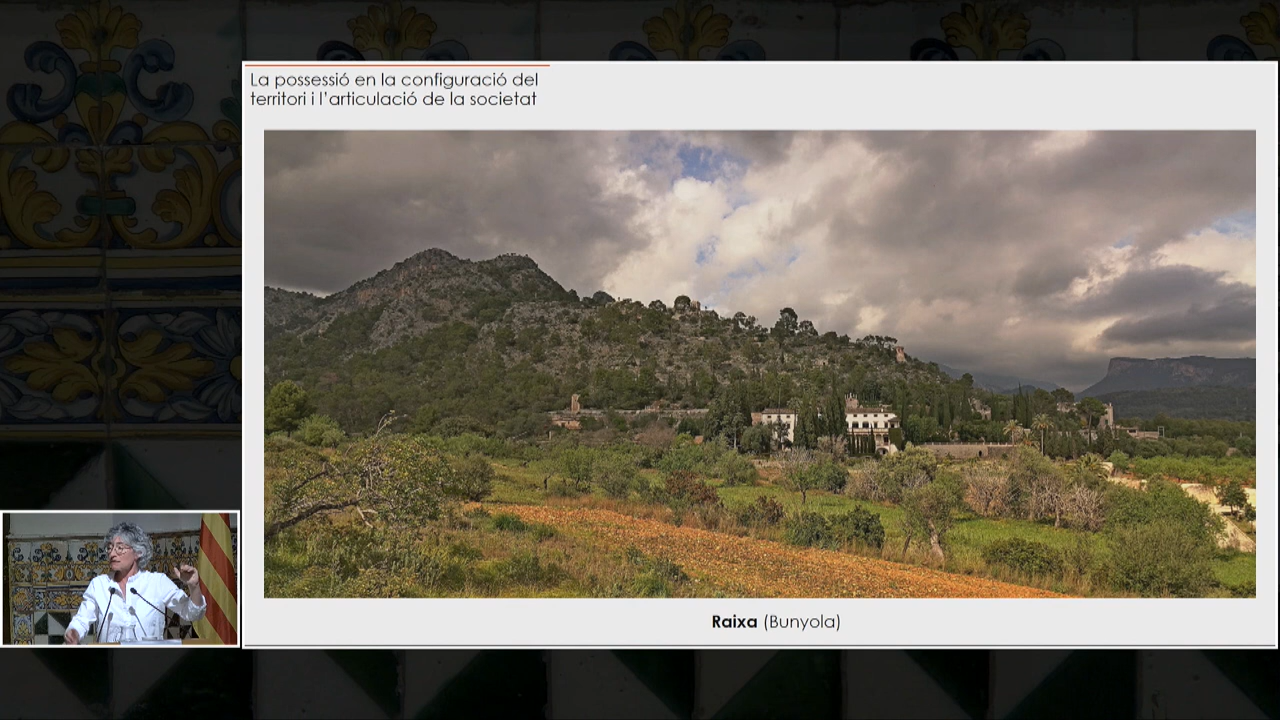 La possessió en la configuració del
territori i l'articulació de la societat
Raixa (Bunyola)